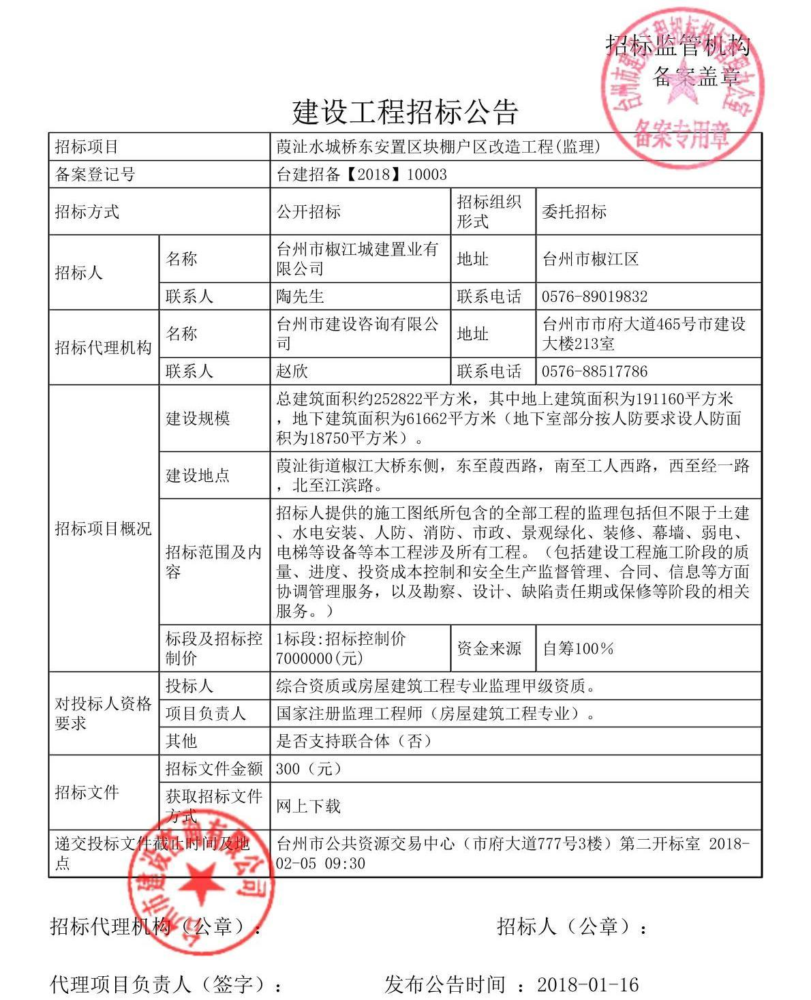 招标监管机构
备案盖章
台州市建设工程招标投标管理办公室
备案专用章
建设工程招标公告
招标项目
葭沚水城桥东安置区块棚户区改造工程(监理)
备案登记号
台建招备【2018】10003
招标方式
公开招标
招标组织
形式
委托招标
招标人
名称
台州市椒江城建置业有
限公司
地址
台州市椒江区
联系人
陶先生
联系电话
0576-89019832
招标代理机构
名称
台州市建设咨询有限公
司
地址
台州市市府大道465号市建设
大楼213室
联系人
赵欣
联系电话
0576-88517786
招标项目概况
建设规模
总建筑面积约252822平方米，其中地上建筑面积为191160平方米
，地下建筑面积为61662平方米（地下室部分按人防要求设人防面
积为18750平方米）。
建设地点
葭沚街道椒江大桥东侧，东至葭西路，南至工人西路，西至经一路
，北至江滨路。
招标范围及内
容
招标人提供的施工图纸所包含的全部工程的监理包括但不限于土建
、水电安装、人防、消防、市政、景观绿化、装修、幕墙、弱电、
电梯等设备等本工程涉及所有工程。（包括建设工程施工阶段的质
量、进度、投资成本控制和安全生产监督管理、合同、信息等方面
协调管理服务，以及勘察、设计、缺陷责任期或保修等阶段的相关
服务。）
标段及招标控
制价
1标段:招标控制价
7000000(元)
资金来源
自筹100%
对投标人资格
要求
投标人
综合资质或房屋建筑工程专业监理甲级资质。
项目负责人
国家注册监理工程师（房屋建筑工程专业）。
其他
是否支持联合体（否）
招标文件
招标文件金额
300（元）
获取招标文件
方式
网上下载
递交投标文件截止时间及地
点
台州市公共资源交易中心（市府大道777号3楼）第二开标室 2018-
02-05 09:30
台州市建设咨询有限公司
招标代理机构（公章）：
招标人（公章）：
代理项目负责人（签字）：
发布公告时间 ：2018-01-16